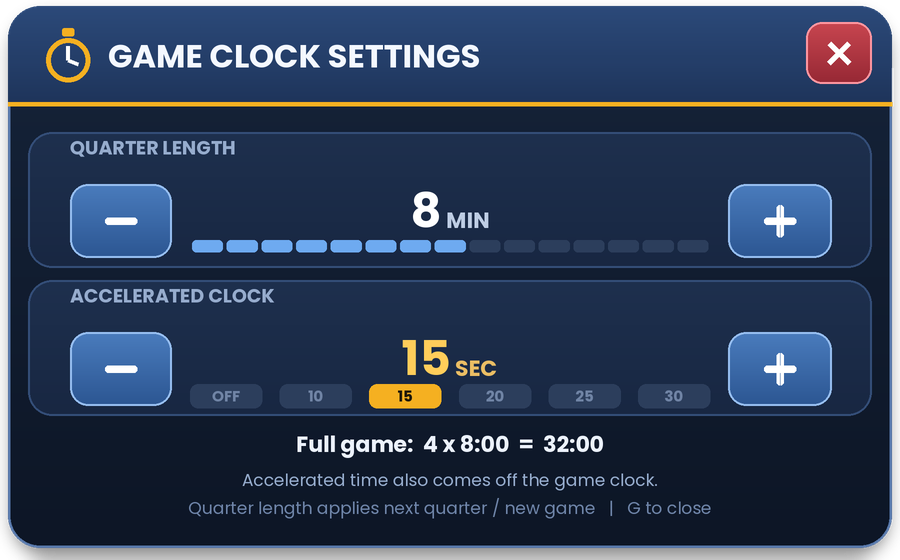 GAME CLOCK SETTINGS
QUARTER LENGTH
8 MIN
ACCELERATED CLOCK
15 SEC
OFF 10 15 20 25 30
Full game: 4 x 8:00 = 32:00
Accelerated time also comes off the game clock.
Quarter length applies next quarter / new game | G to close